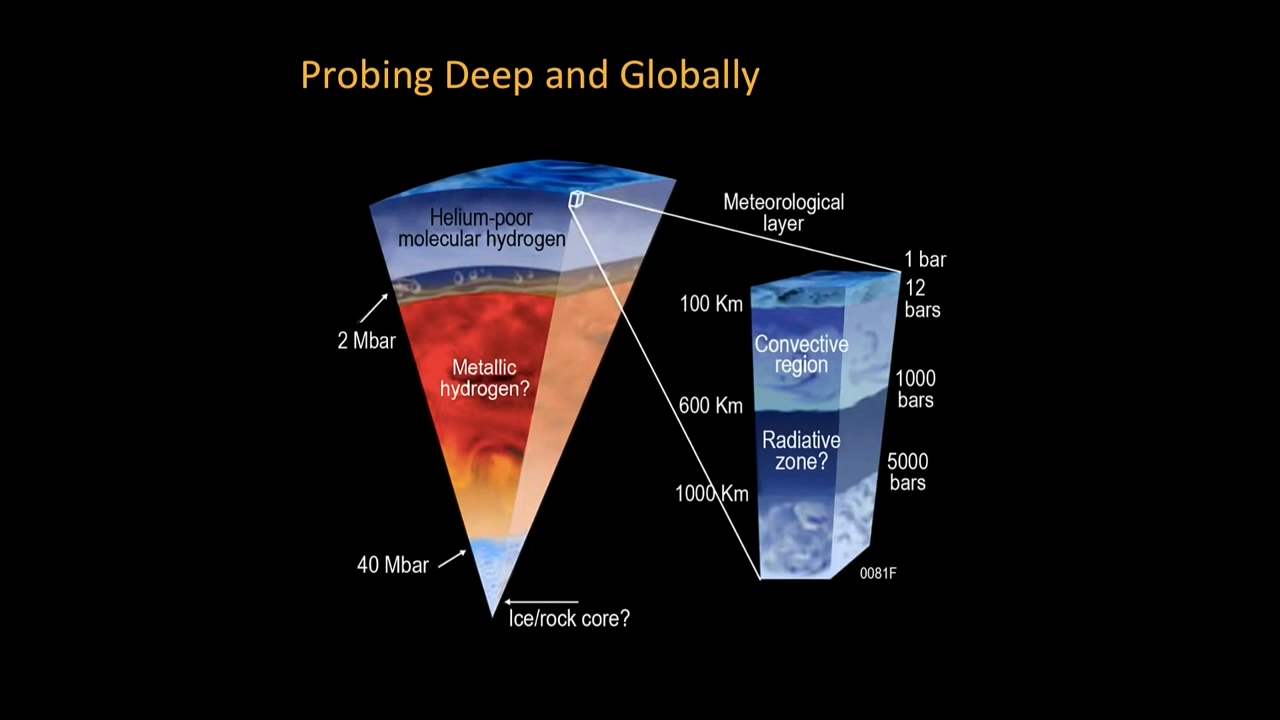 Probing Deep and Globally
Helium-poor
molecular hydrogen
2 Mbar
Metallic
hydrogen?
40 Mbar
Ice/rock core?
Meteorological
layer
1 bar
12
bars
100 Km
Convective
region
1000
bars
600 Km
Radiative
zone?
5000
bars
1000 Km
0081F